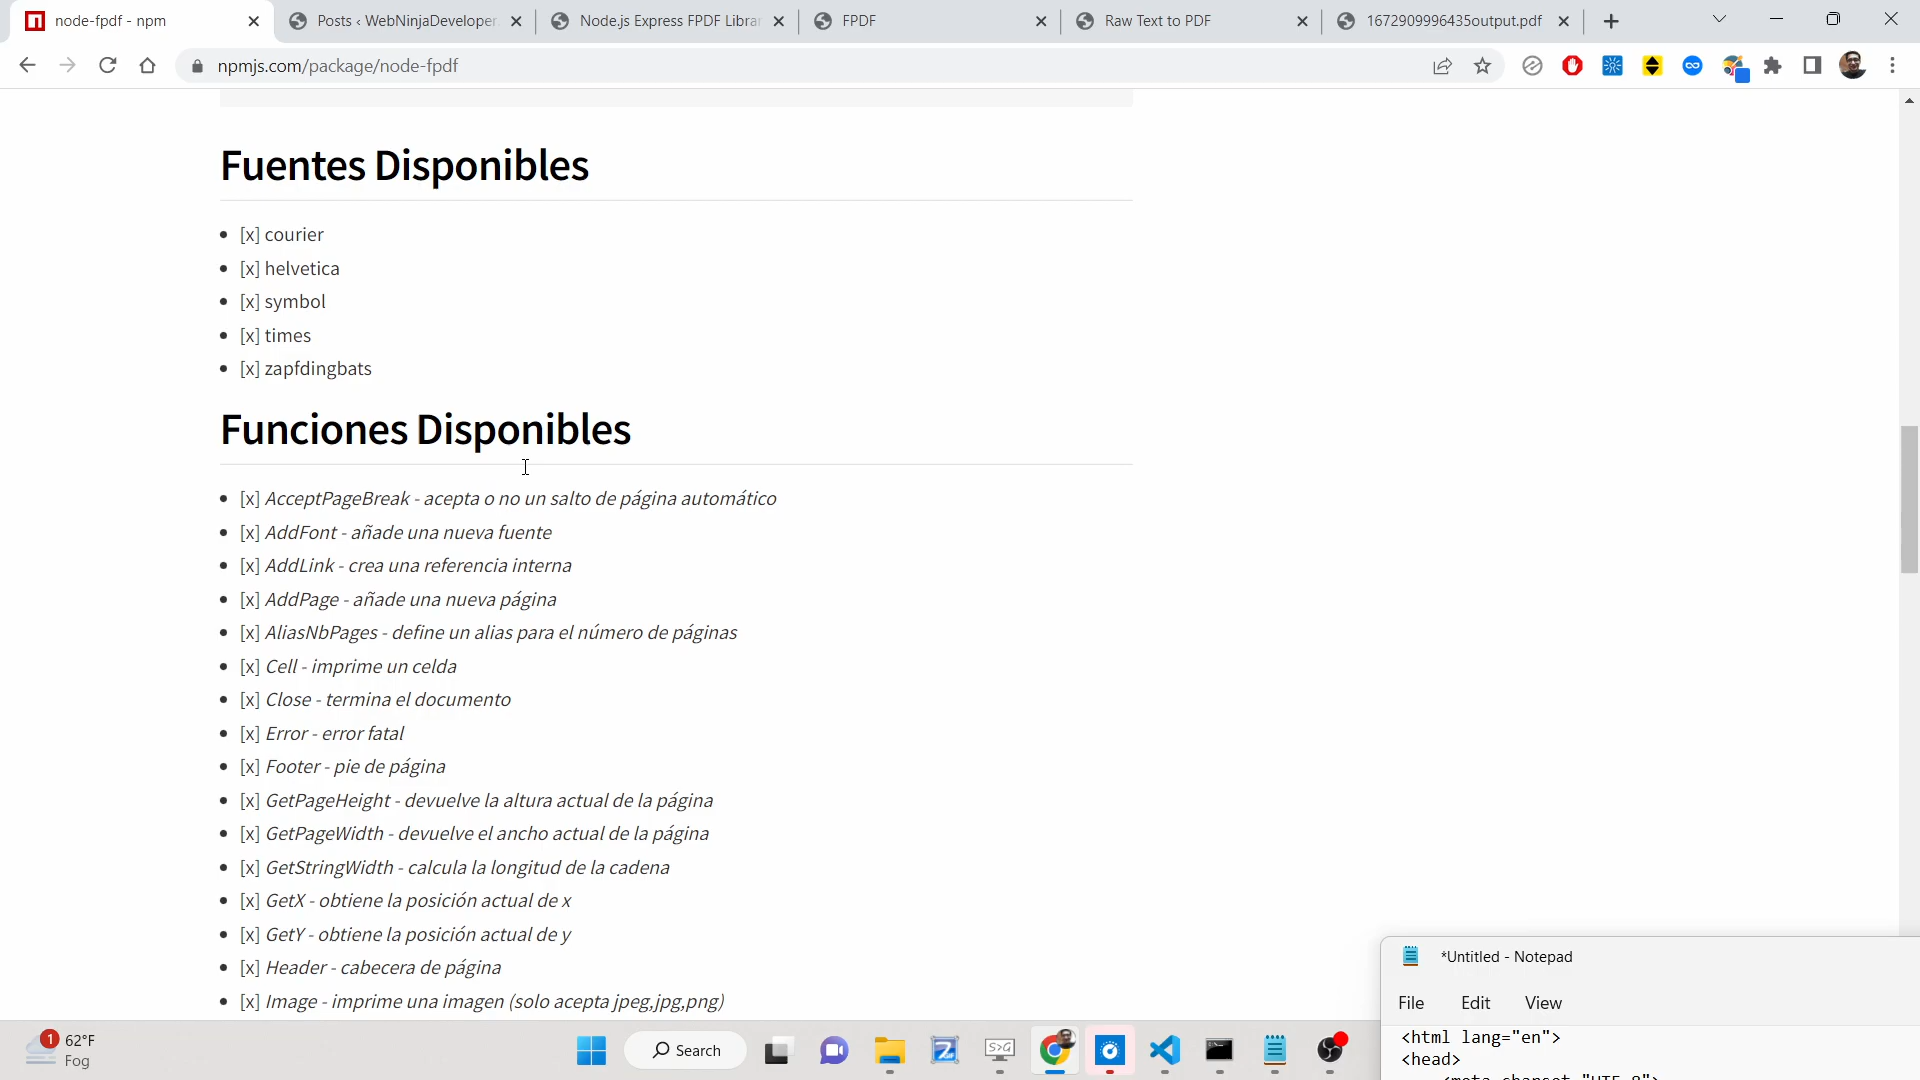 node-fpdf - npm
Posts ‹ WebNinjaDeveloper
Node.js Express FPDF Librar
FPDF
Raw Text to PDF
1672909996435output.pdf
npmjs.com/package/node-fpdf
Fuentes Disponibles
[x] courier
[x] helvetica
[x] symbol
[x] times
[x] zapfdingbats
Funciones Disponibles
[x] AcceptPageBreak - acepta o no un salto de página automático
[x] AddFont - añade una nueva fuente
[x] AddLink - crea una referencia interna
[x] AddPage - añade una nueva página
[x] AliasNbPages - define un alias para el número de páginas
[x] Cell - imprime un celda
[x] Close - termina el documento
[x] Error - error fatal
[x] Footer - pie de página
[x] GetPageHeight - devuelve la altura actual de la página
[x] GetPageWidth - devuelve el ancho actual de la página
[x] GetStringWidth - calcula la longitud de la cadena
[x] GetX - obtiene la posición actual de x
[x] GetY - obtiene la posición actual de y
[x] Header - cabecera de página
[x] Image - imprime una imagen (solo acepta jpeg,jpg,png)
*Untitled - Notepad
File Edit View
<html lang="en">
<head>
<meta charset="UTF-8">
1
62°F
Fog
Search